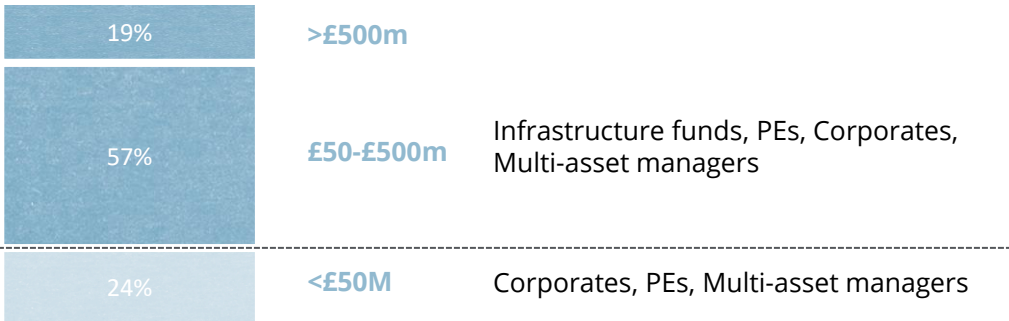 19%
>£500m
57%
£50-£500m
Infrastructure funds, PEs, Corporates,
Multi-asset managers
24%
<£50M
Corporates, PEs, Multi-asset managers